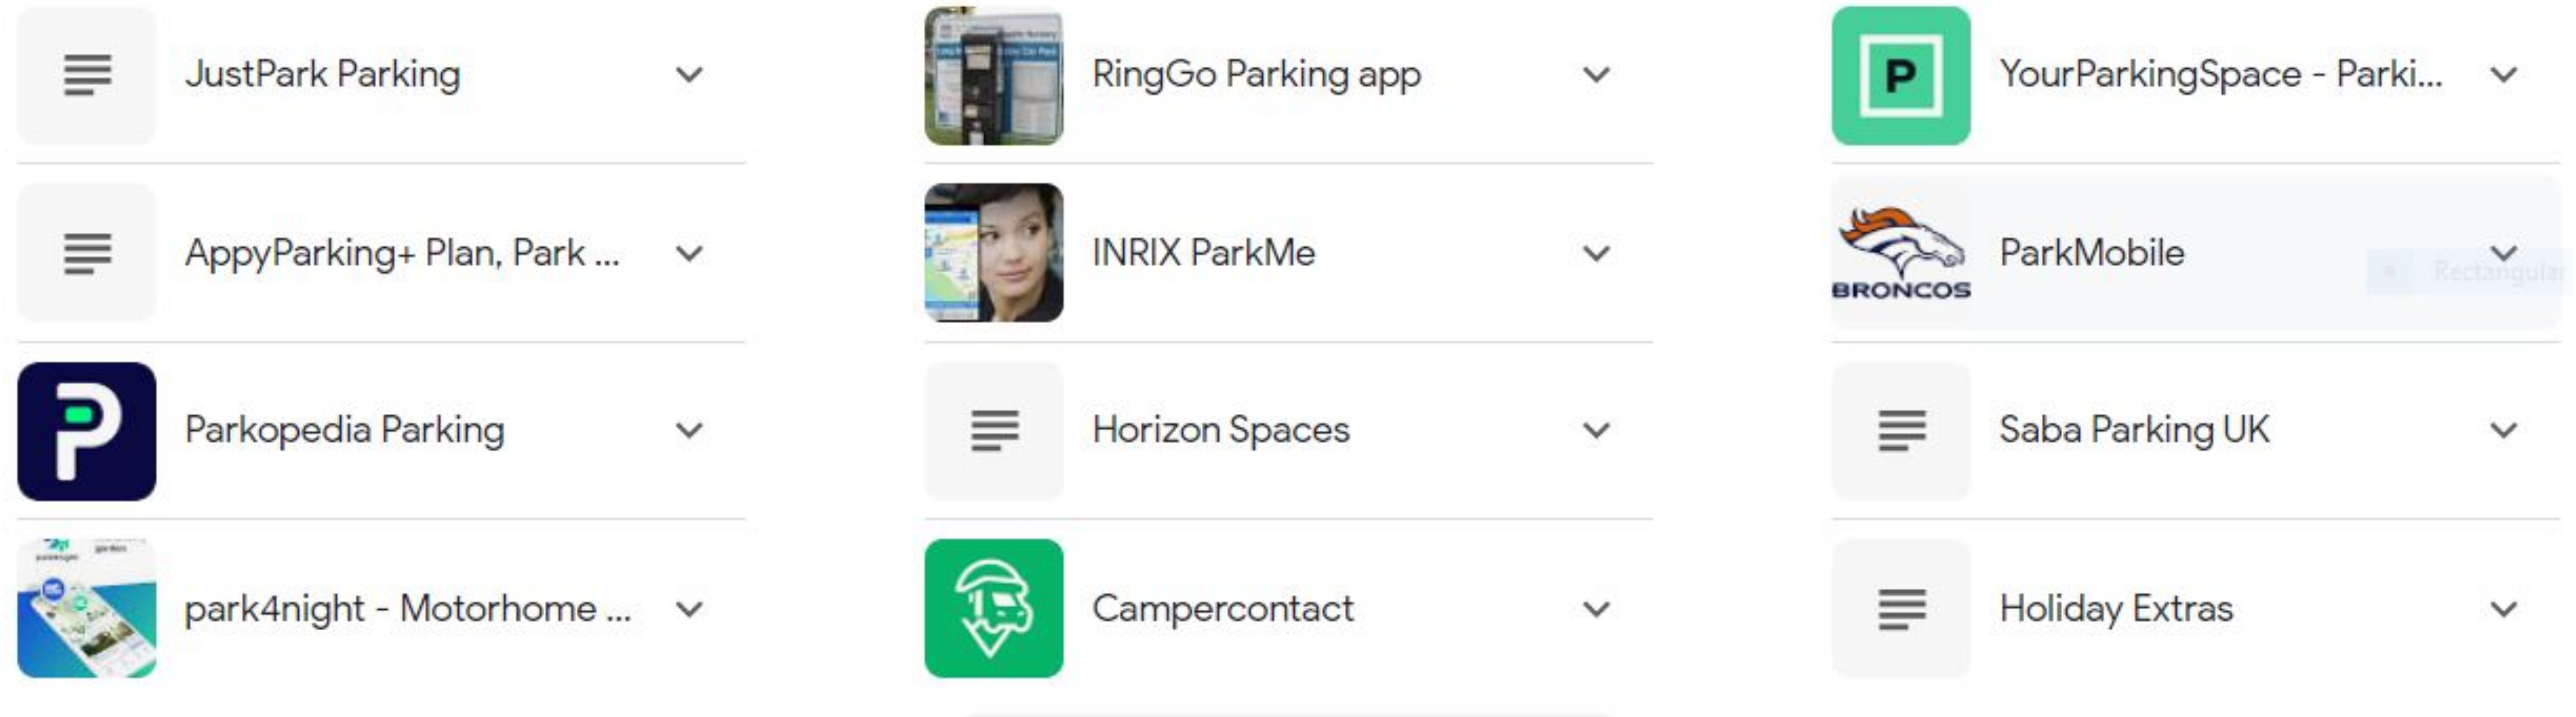 JustPark Parking
RingGo Parking app
P
YourParkingSpace - Parki...
AppyParking+ Plan, Park ...
INRIX ParkMe
BRONCOS
ParkMobile
Rectangular
Parkopedia Parking
Horizon Spaces
Saba Parking UK
park4night - Motorhome ...
Campercontact
Holiday Extras